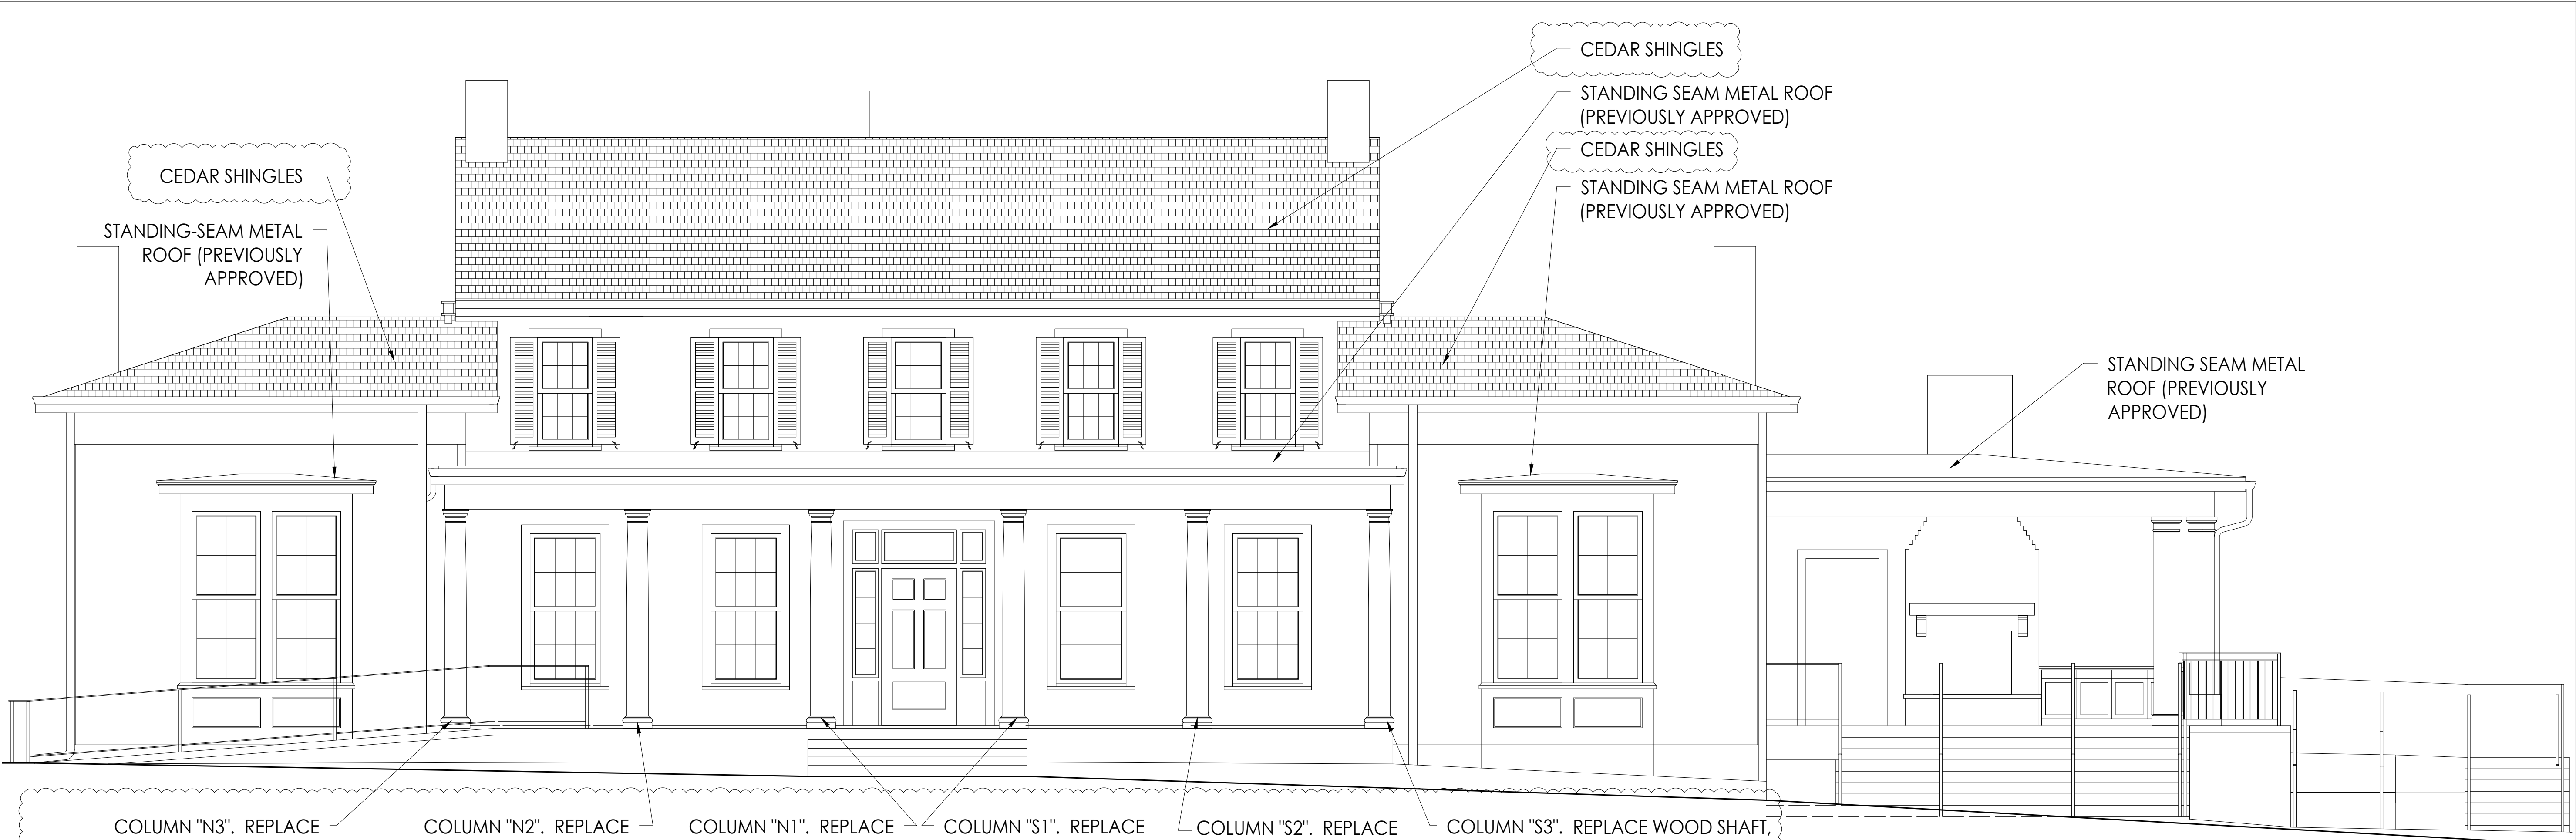 CEDAR SHINGLES
STANDING SEAM METAL ROOF
(PREVIOUSLY APPROVED)
CEDAR SHINGLES
STANDING SEAM METAL ROOF
(PREVIOUSLY APPROVED)
CEDAR SHINGLES
STANDING-SEAM METAL
ROOF (PREVIOUSLY
APPROVED)
STANDING SEAM METAL
ROOF (PREVIOUSLY
APPROVED)
COLUMN "N3". REPLACE
COLUMN "N2". REPLACE
COLUMN "N1". REPLACE
COLUMN "S1". REPLACE
COLUMN "S2". REPLACE
COLUMN "S3". REPLACE WOOD SHAFT,